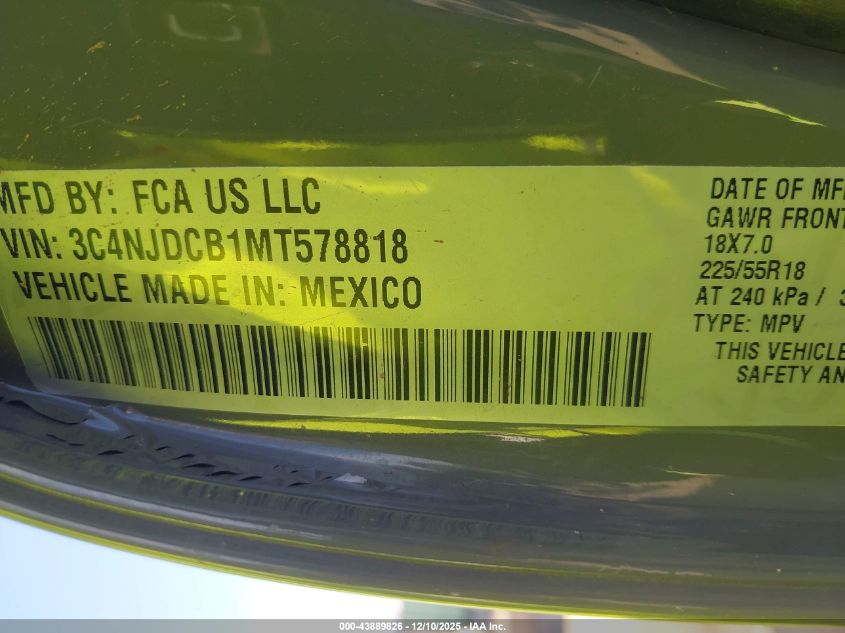 MFD BY: FCA US LLC
VIN: 3C4NJDCB1MT578818
VEHICLE MADE IN: MEXICO
DATE OF MF
GAWR FRONT
18X7.0
225/55R18
AT 240 kPa / 3
TYPE: MPV
THIS VEHICLE
SAFETY AN
000-43889826 - 12/10/2025 - IAA Inc.